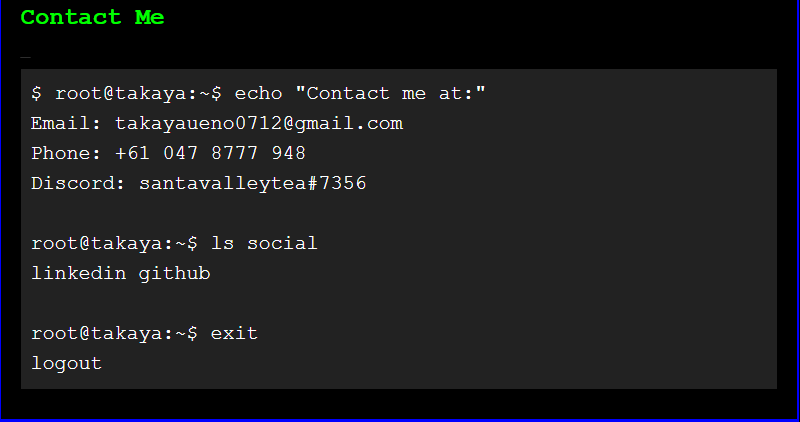 Contact Me
_
$ root@takaya:~$ echo "Contact me at:"
Email: takayaueno0712@gmail.com
Phone: +61 047 8777 948
Discord: santavalleytea#7356
root@takaya:~$ ls social
linkedin github
root@takaya:~$ exit
logout